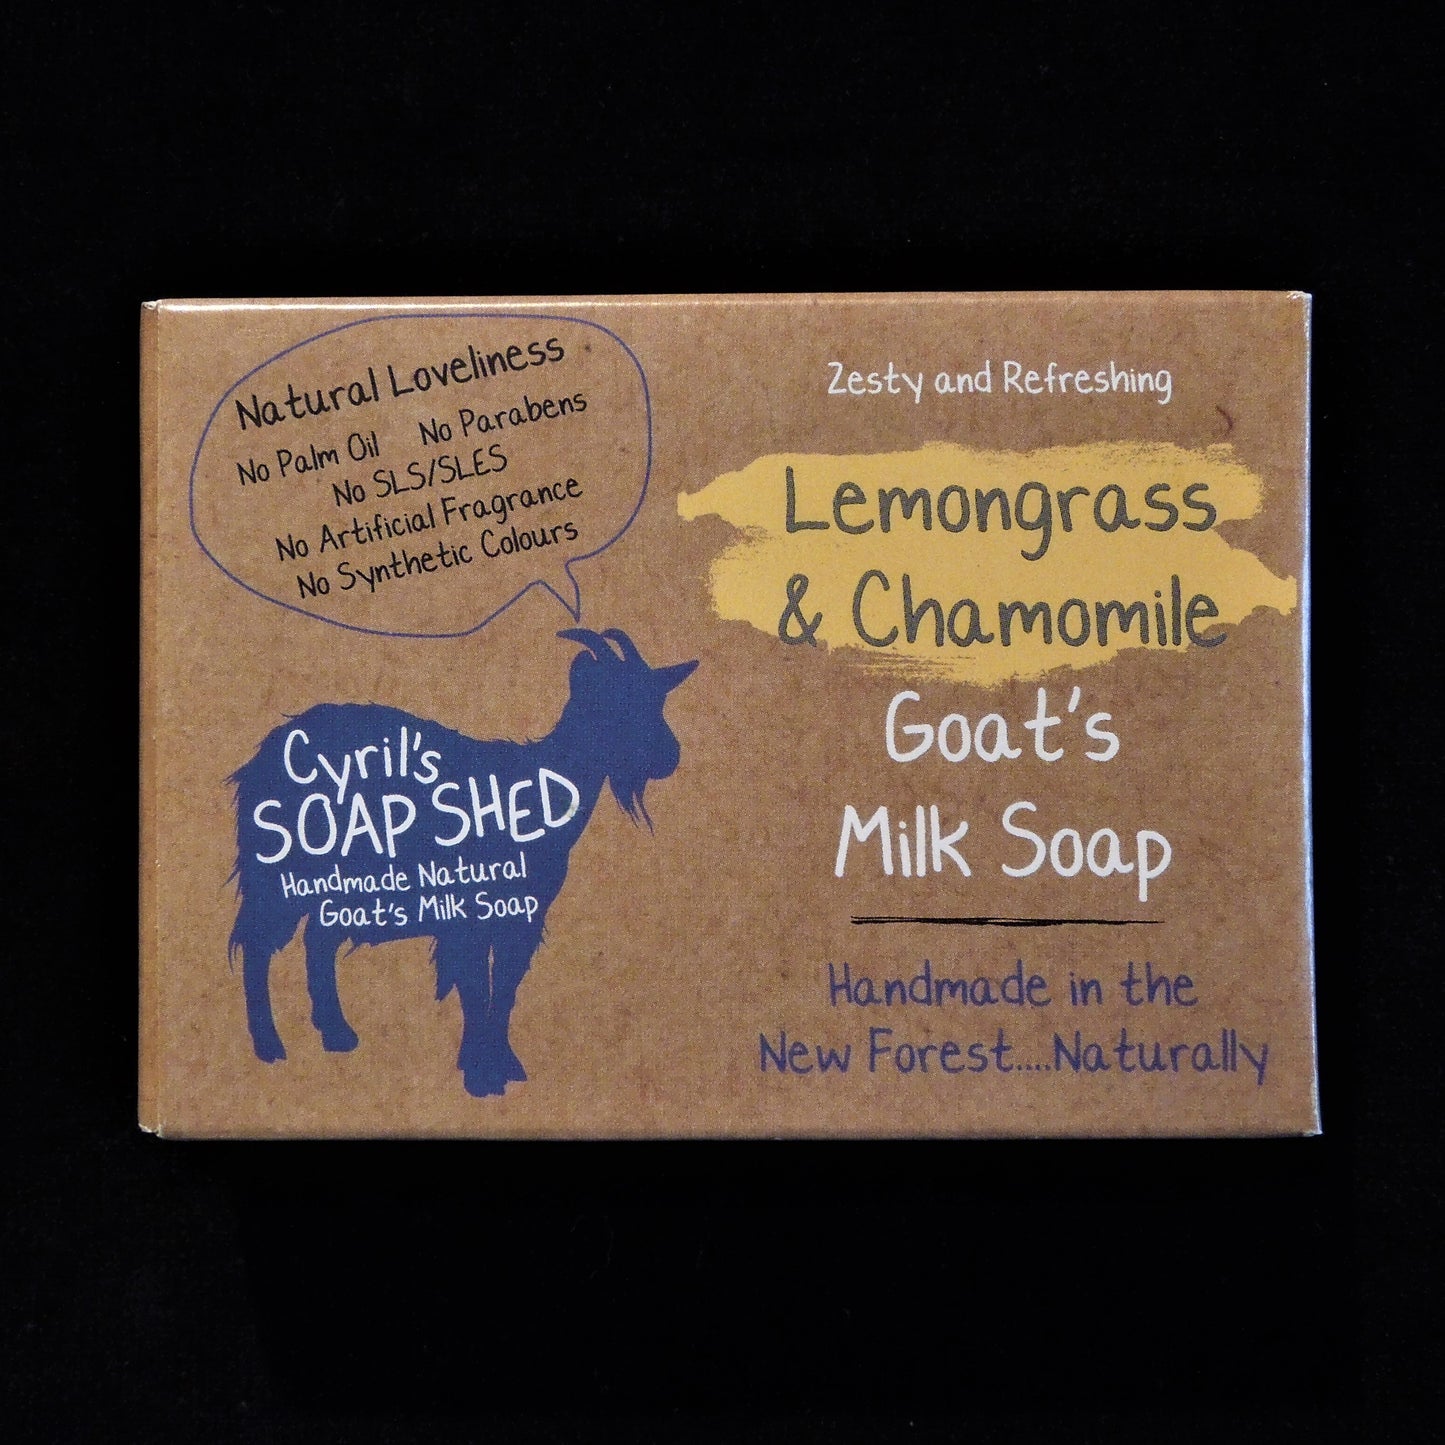 Natural Loveliness
No Palm Oil No Parabens
No SLS/SLES
No Artificial Fragrance
No Synthetic Colours
Cyril's
SOAP SHED
Handmade Natural
Goat's Milk Soap
Zesty and Refreshing
Lemongrass
& Chamomile
Goat's
Milk Soap
Handmade in the
New Forest....Naturally